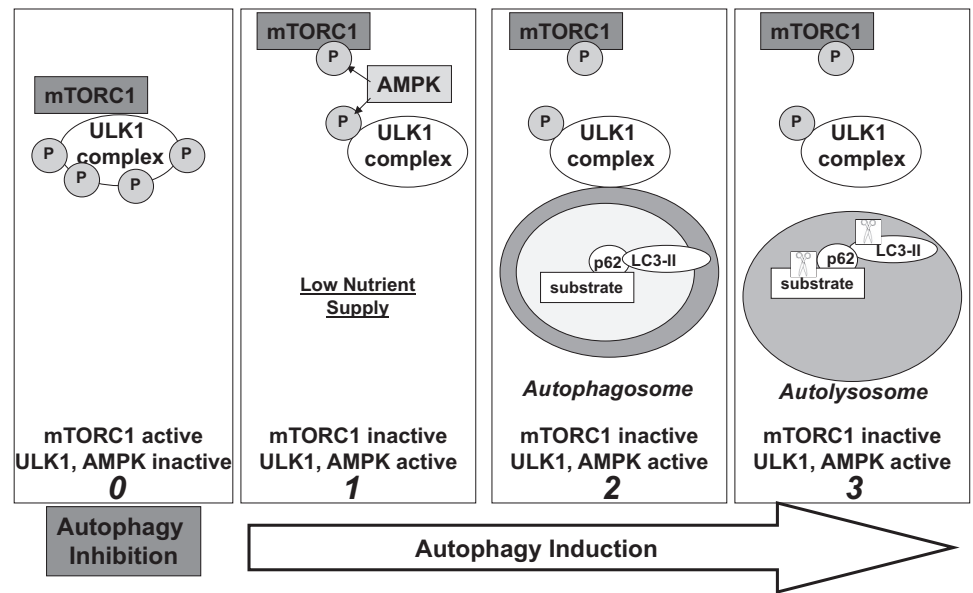 mTORC1
ULK1
complex
P
P
P
P
mTORC1 active
ULK1, AMPK inactive
0
mTORC1
P
AMPK
P
ULK1
complex
Low Nutrient
Supply
mTORC1 inactive
ULK1, AMPK active
1
mTORC1
P
P
ULK1
complex
p62
LC3-II
substrate
Autophagosome
mTORC1 inactive
ULK1, AMPK active
2
mTORC1
P
P
ULK1
complex
LC3-II
p62
substrate
Autolysosome
mTORC1 inactive
ULK1, AMPK active
3
Autophagy
Inhibition
Autophagy Induction